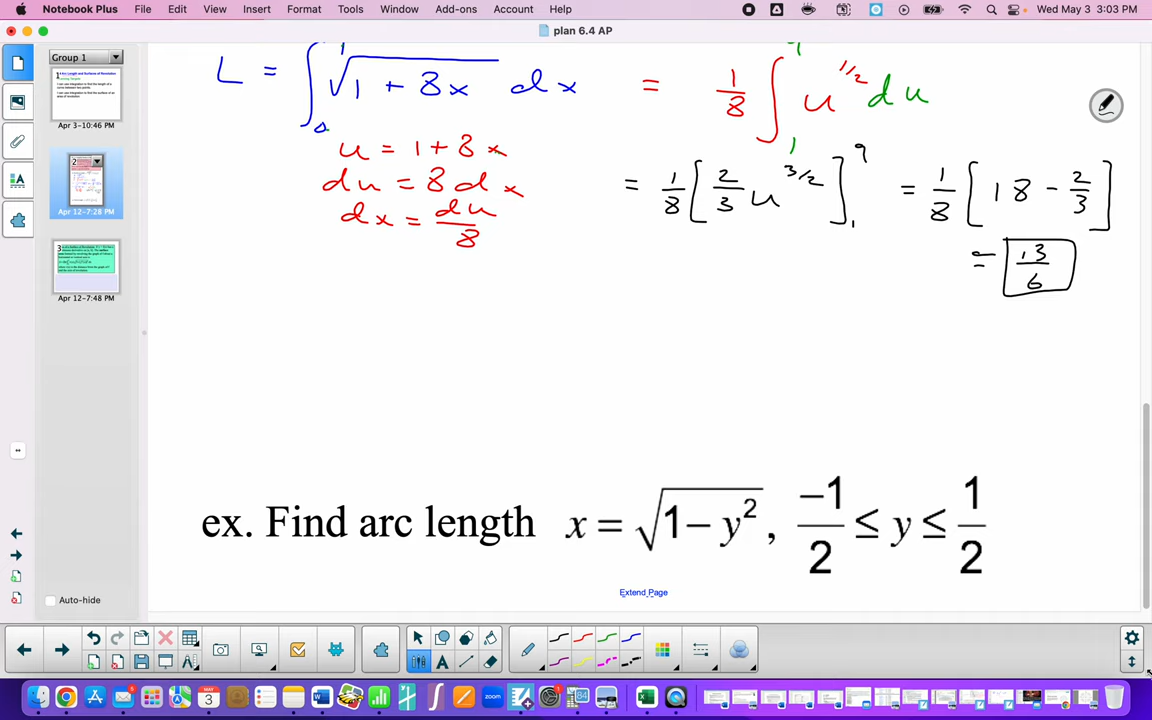 Notebook Plus File Edit View Insert Format Tools Window Add-ons Account Help Wed May 3 3:03 PM
plan 6.4 AP
Group 1
Apr 3-10:46 PM
2
Apr 12-7:28 PM
3
Apr 12-7:48 PM
Auto-hide
L = ∫ √(1 + 8x) dx = 1/8 ∫₁⁹ u^(1/2) du
u = 1 + 8x
du = 8dx
dx = du/8
= 1/8 [2/3 u^(3/2)]₁⁹ = 1/8 [18 - 2/3]
= 13/6
ex. Find arc length x = √(1 - y²), -1/2 ≤ y ≤ 1/2
Extend Page